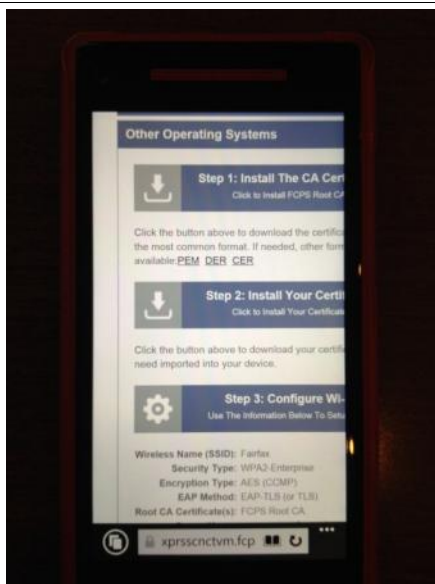 Other Operating Systems
Step 1: Install The CA Cert
Click to Install FCPS Root CA
Click the button above to download the certifica
the most common format. If needed, other form
available: PEM DER CER
Step 2: Install Your Certif
Click to Install Your Certificate
Click the button above to download your certifi
need imported into your device.
Step 3: Configure Wi-
Use The Information Below To Setu
Wireless Name (SSID): Fairfax
Security Type: WPA2-Enterprise
Encryption Type: AES (CCMP)
EAP Method: EAP-TLS (or TLS)
Root CA Certificate(s): FCPS Root CA
xprsscnctvm.fcp